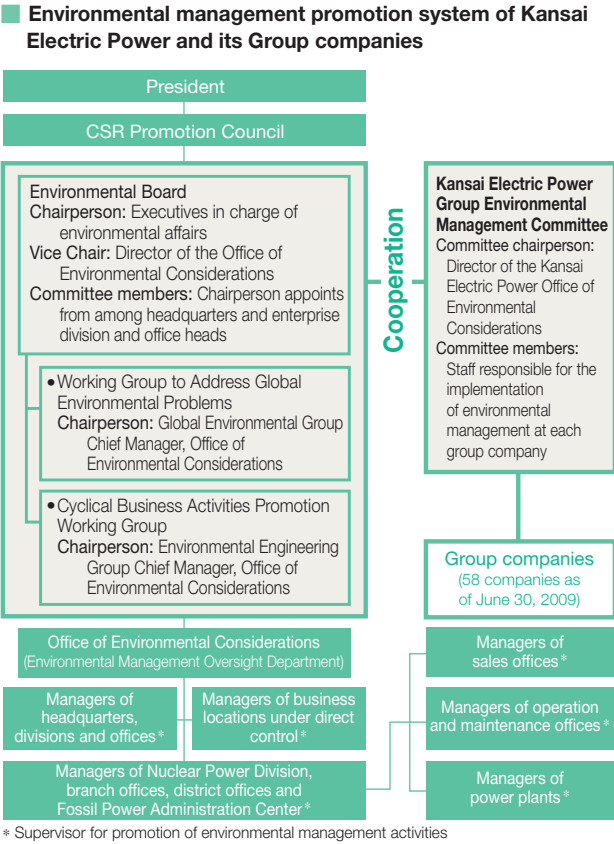 Environmental management promotion system of Kansai
Electric Power and its Group companies
President
CSR Promotion Council
Environmental Board
Chairperson: Executives in charge of
environmental affairs
Vice Chair: Director of the Office of
Environmental Considerations
Committee members: Chairperson appoints
from among headquarters and enterprise
division and office heads
•Working Group to Address Global
Environmental Problems
Chairperson: Global Environmental Group
Chief Manager, Office of
Environmental Considerations
•Cyclical Business Activities Promotion
Working Group
Chairperson: Environmental Engineering
Group Chief Manager, Office of
Environmental Considerations
Cooperation
Kansai Electric Power
Group Environmental
Management Committee
Committee chairperson:
Director of the Kansai
Electric Power Office of
Environmental
Considerations
Committee members:
Staff responsible for the
implementation
of environmental
management at each
group company
Group companies
(58 companies as
of June 30, 2009)
Office of Environmental Considerations
(Environmental Management Oversight Department)
Managers of
headquarters,
divisions and offices*
Managers of business
locations under direct
control*
Managers of Nuclear Power Division,
branch offices, district offices and
Fossil Power Administration Center*
Managers of
sales offices*
Managers of operation
and maintenance offices*
Managers of
power plants*
* Supervisor for promotion of environmental management activities